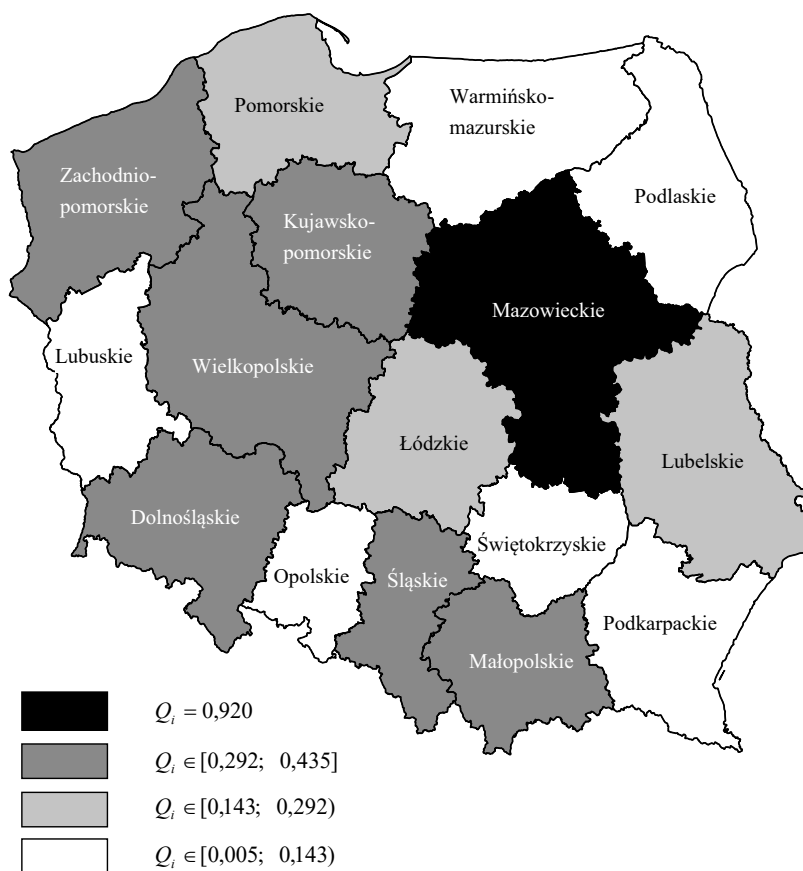 Pomorskie
Warmińsko-
mazurskie
Zachodnio-
pomorskie
Kujawsko-
pomorskie
Podlaskie
Mazowieckie
Lubuskie
Wielkopolskie
Łódzkie
Lubelskie
Dolnośląskie
Świętokrzyskie
Opolskie
Śląskie
Podkarpackie
Małopolskie
Q_i = 0,920
Q_i ∈ [0,292; 0,435]
Q_i ∈ [0,143; 0,292)
Q_i ∈ [0,005; 0,143)